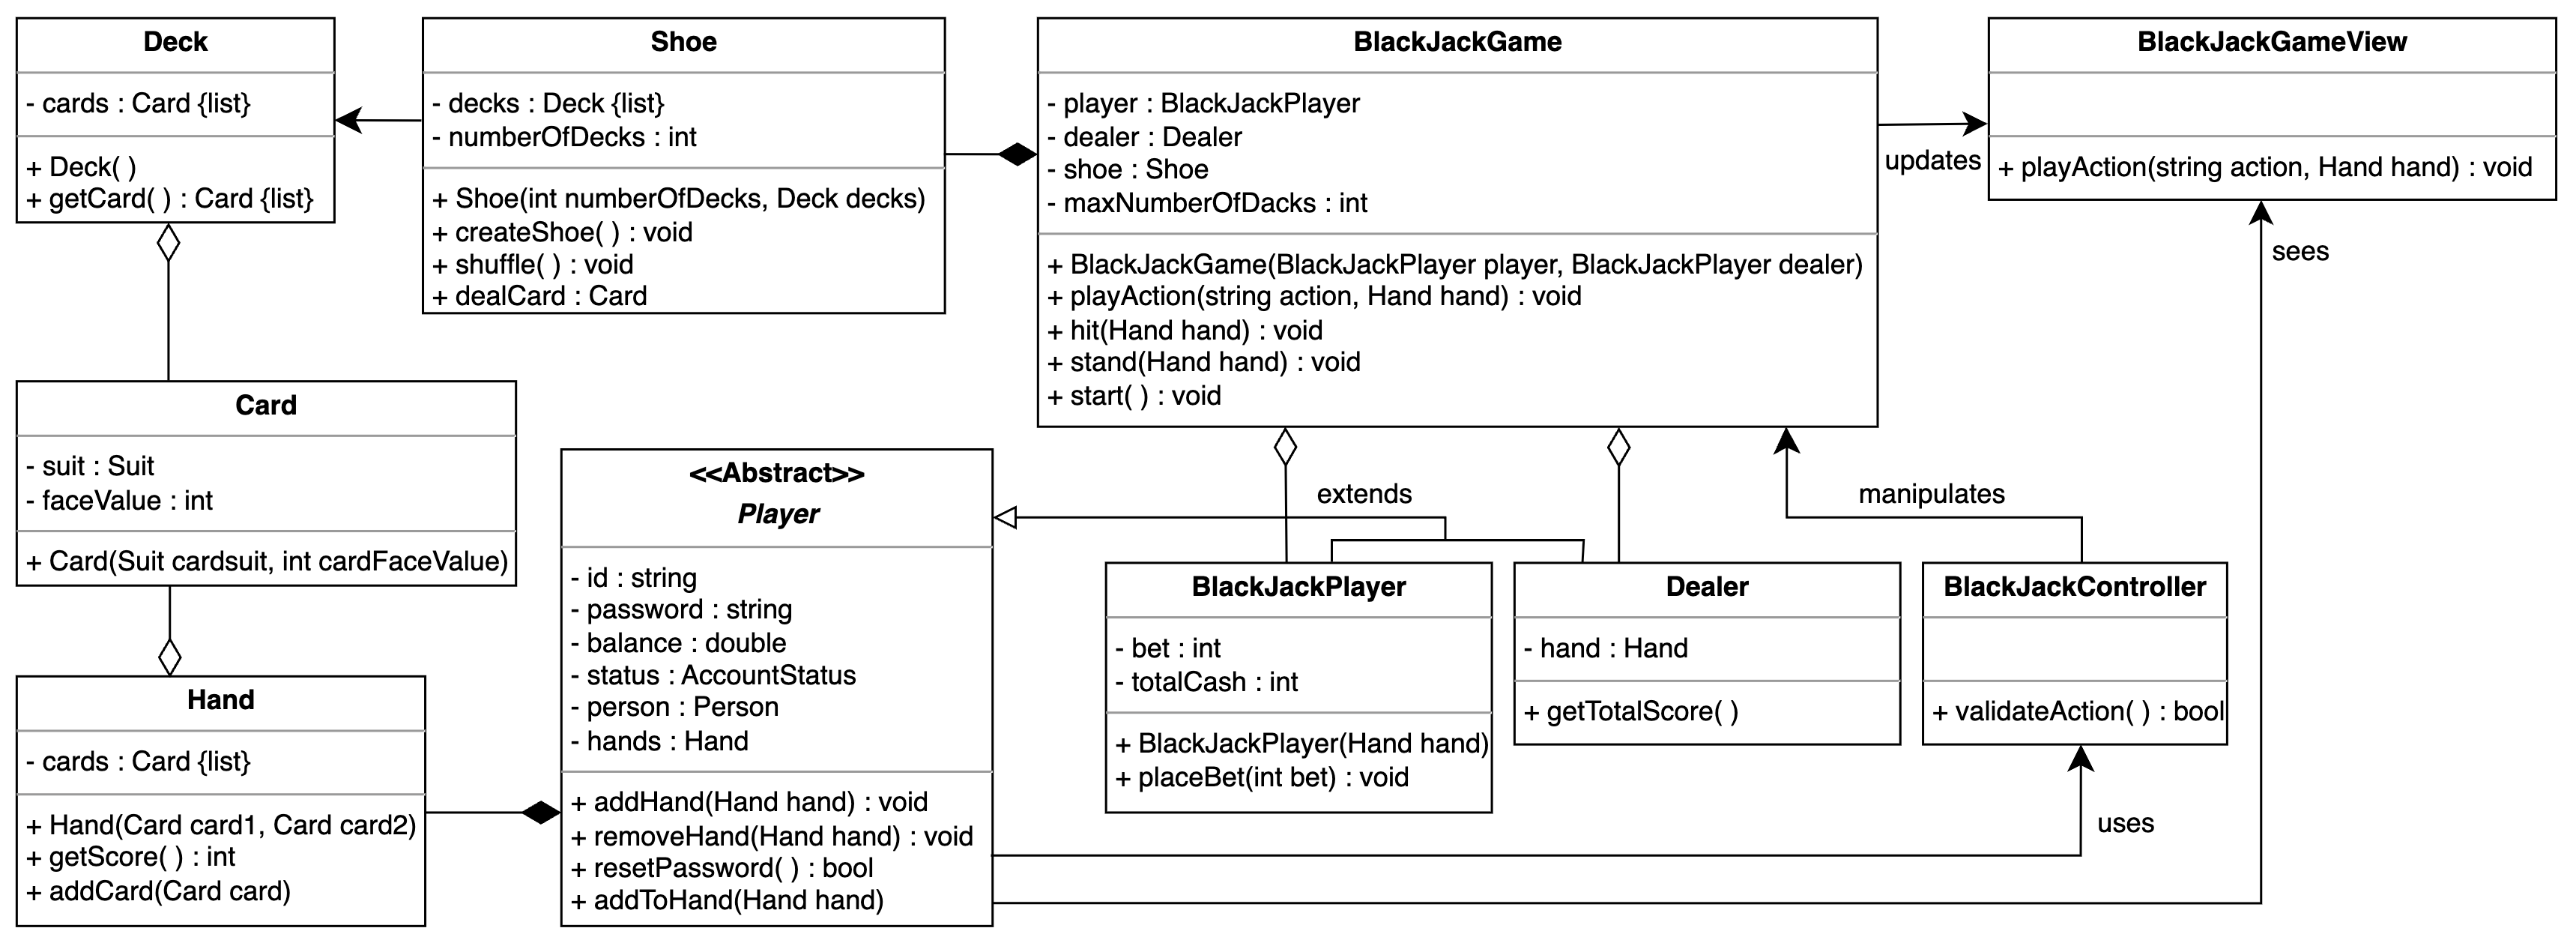 Deck
- cards : Card {list}
+ Deck( )
+ getCard( ) : Card {list}
Shoe
- decks : Deck {list}
- numberOfDecks : int
+ Shoe(int numberOfDecks, Deck decks)
+ createShoe( ) : void
+ shuffle( ) : void
+ dealCard : Card
BlackJackGame
- player : BlackJackPlayer
- dealer : Dealer
- shoe : Shoe
- maxNumberOfDacks : int
+ BlackJackGame(BlackJackPlayer player, BlackJackPlayer dealer)
+ playAction(string action, Hand hand) : void
+ hit(Hand hand) : void
+ stand(Hand hand) : void
+ start( ) : void
updates
BlackJackGameView
+ playAction(string action, Hand hand) : void
sees
Card
- suit : Suit
- faceValue : int
+ Card(Suit cardsuit, int cardFaceValue)
<<Abstract>>
Player
- id : string
- password : string
- balance : double
- status : AccountStatus
- person : Person
- hands : Hand
+ addHand(Hand hand) : void
+ removeHand(Hand hand) : void
+ resetPassword( ) : bool
+ addToHand(Hand hand)
extends
manipulates
BlackJackPlayer
- bet : int
- totalCash : int
+ BlackJackPlayer(Hand hand)
+ placeBet(int bet) : void
Dealer
- hand : Hand
+ getTotalScore( )
BlackJackController
+ validateAction( ) : bool
uses
Hand
- cards : Card {list}
+ Hand(Card card1, Card card2)
+ getScore( ) : int
+ addCard(Card card)